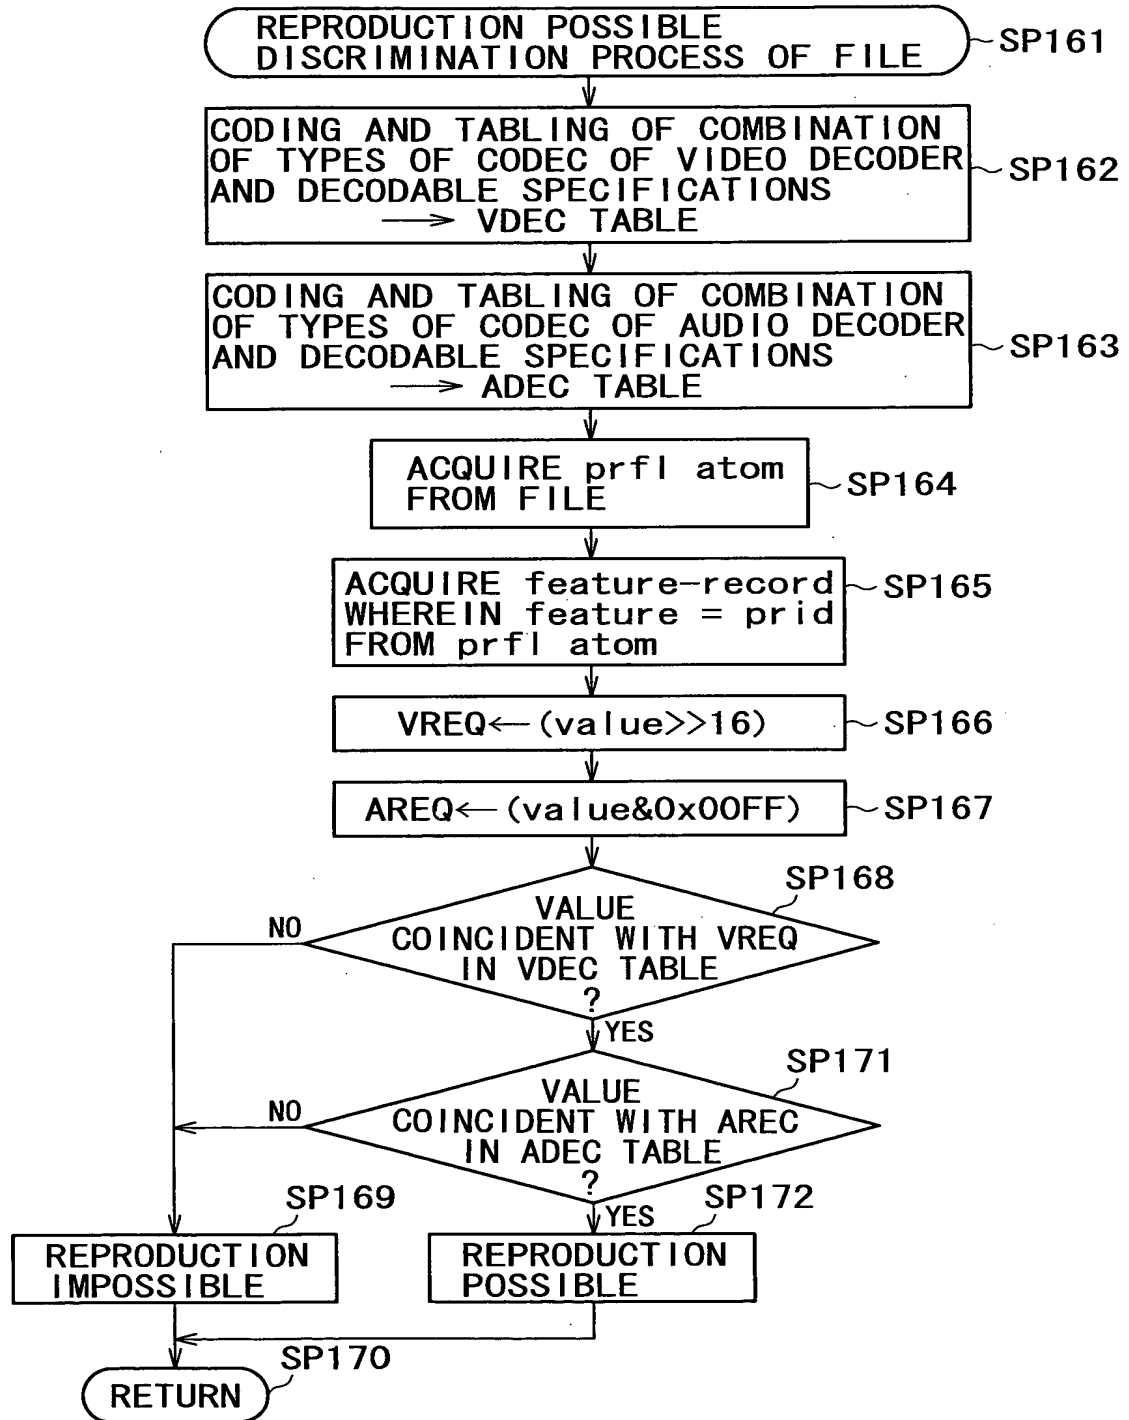 REPRODUCTION POSSIBLE
DISCRIMINATION PROCESS OF FILE
SP161
CODING AND TABLING OF COMBINATION
OF TYPES OF CODEC OF VIDEO DECODER
AND DECODABLE SPECIFICATIONS
→ VDEC TABLE
SP162
CODING AND TABLING OF COMBINATION
OF TYPES OF CODEC OF AUDIO DECODER
AND DECODABLE SPECIFICATIONS
→ ADEC TABLE
SP163
ACQUIRE prfl atom
FROM FILE
SP164
ACQUIRE feature-record
WHEREIN feature = prid
FROM prfl atom
SP165
VREQ←(value>>16)
SP166
AREQ←(value&0x00FF)
SP167
SP168
VALUE
COINCIDENT WITH VREQ
IN VDEC TABLE
?
NO
YES
SP171
VALUE
COINCIDENT WITH AREC
IN ADEC TABLE
?
NO
YES
SP169
REPRODUCTION
IMPOSSIBLE
SP172
REPRODUCTION
POSSIBLE
SP170
RETURN